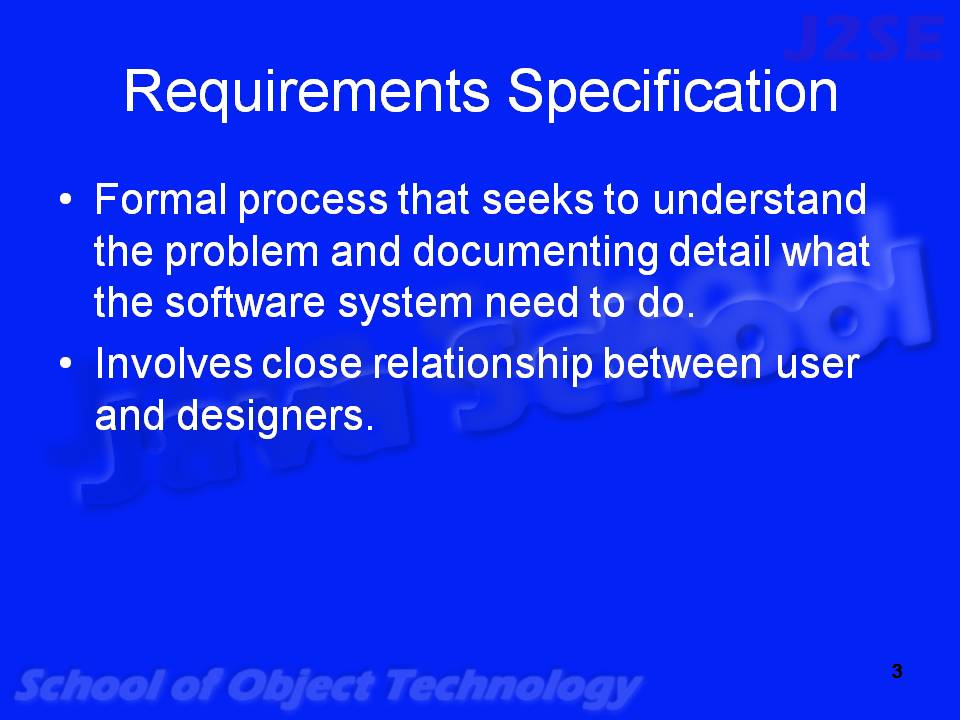 J2SE
Requirements Specification
• Formal process that seeks to understand
the problem and documenting detail what
the software system need to do.
• Involves close relationship between user
and designers.
Java School
School of Object Technology
3